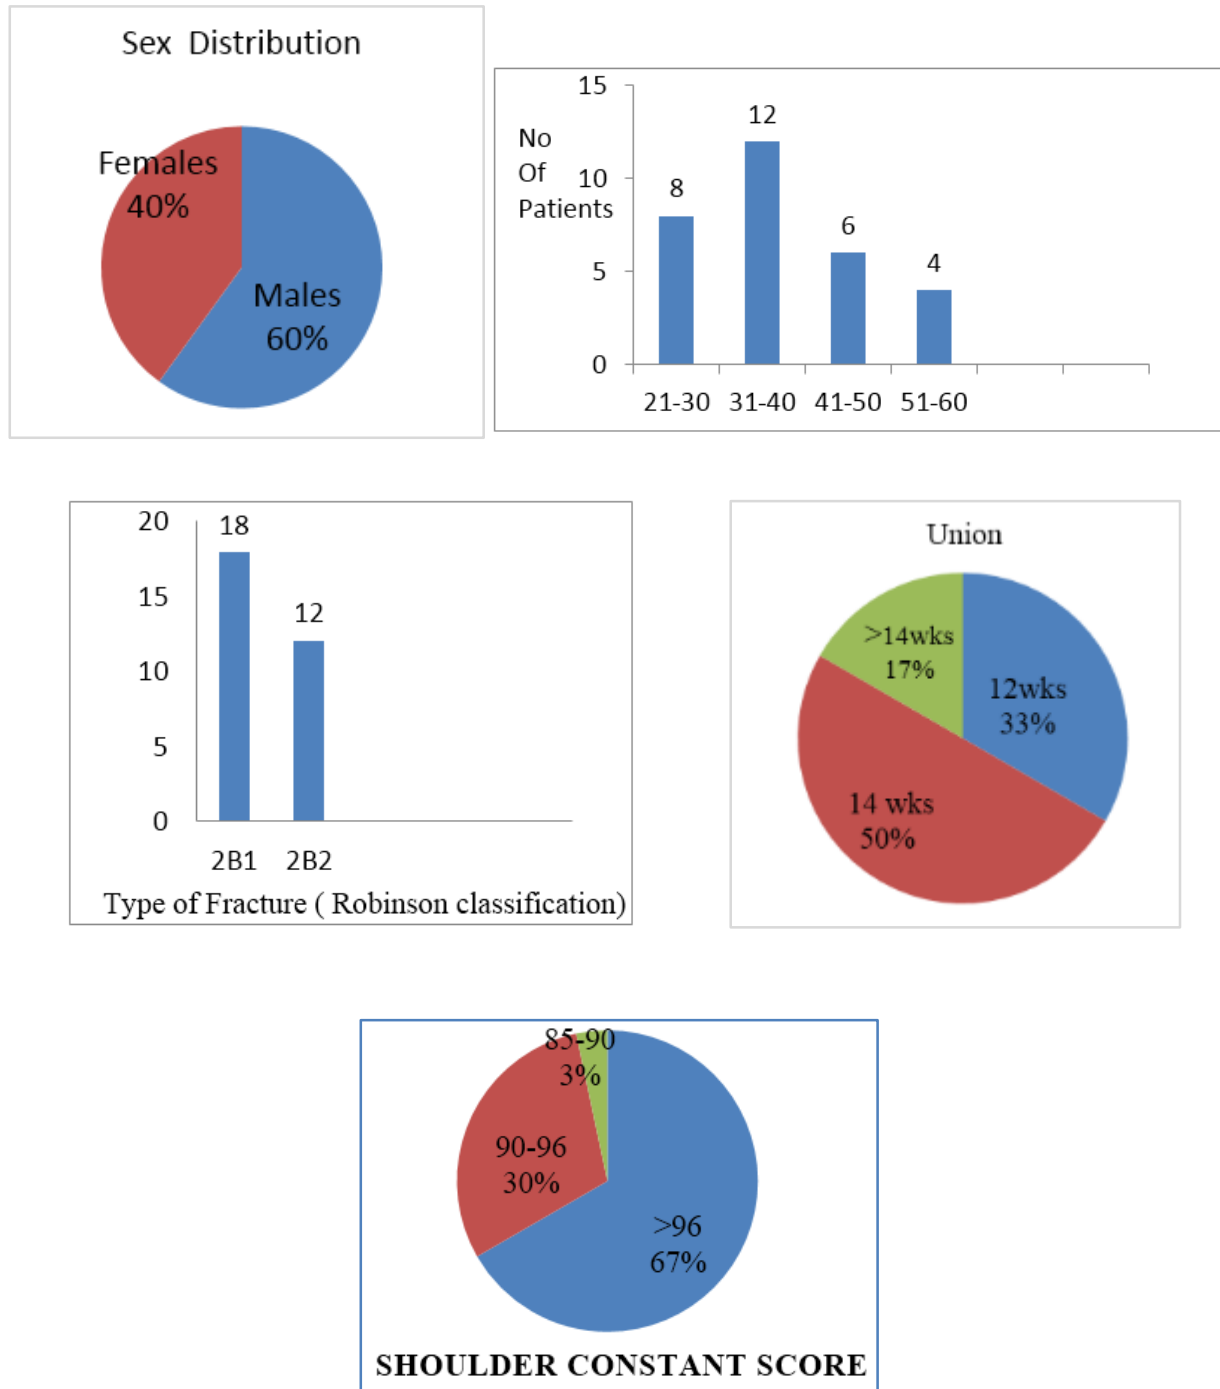 Sex Distribution
Females
40%
Males
60%
No
Of
Patients
15
10
5
0
8
12
6
4
21-30 31-40 41-50 51-60
20
15
10
5
0
18
12
2B1 2B2
Type of Fracture ( Robinson classification)
Union
>14wks
17%
12wks
33%
14 wks
50%
85-90
3%
90-96
30%
>96
67%
SHOULDER CONSTANT SCORE